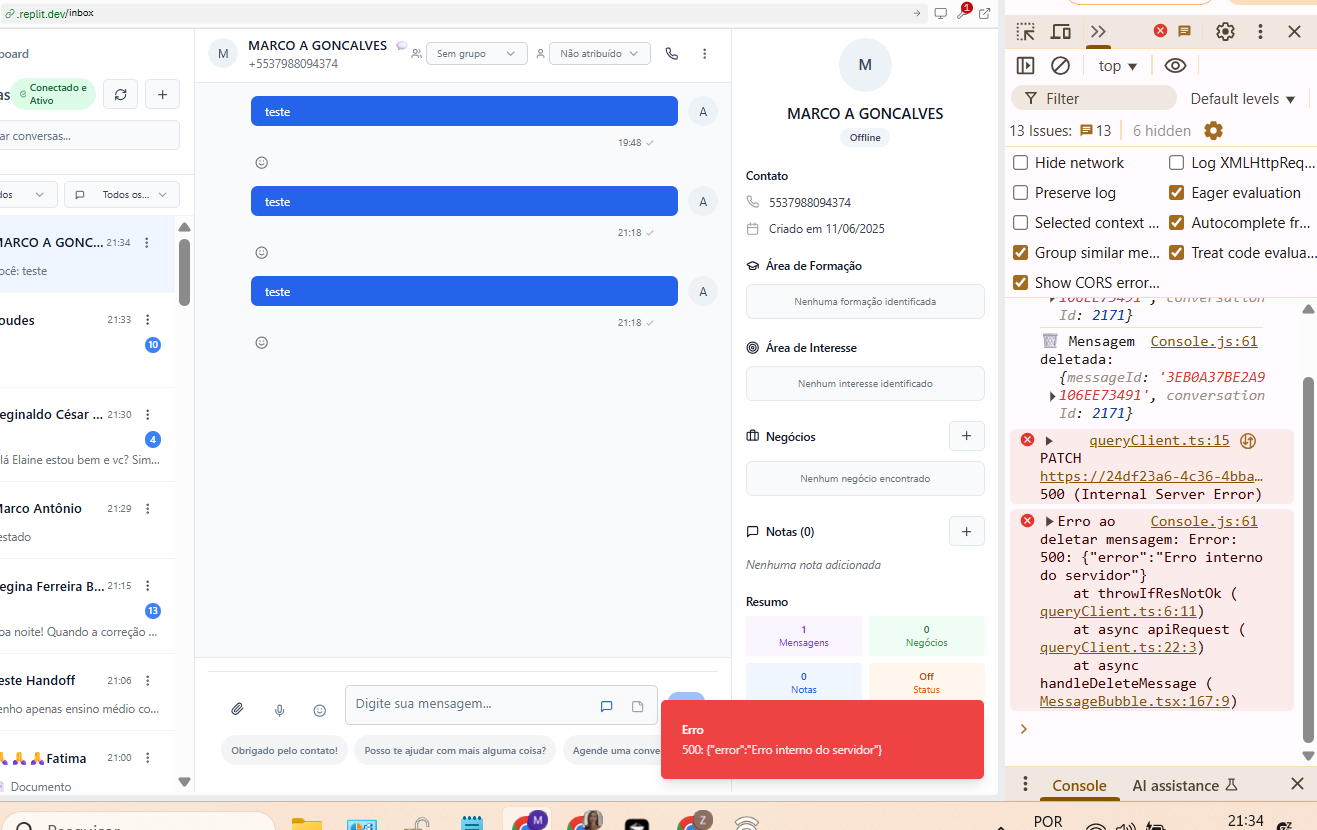 .replit.dev/inbox
board
as
Conectado e
Ativo
ar conversas...
dos
Todos os...
MARCO A GONC... 21:34
ocê: teste
oudes 21:33
10
eginaldo César ... 21:30
4
lá Elaine estou bem e vc? Sim...
Marco Antônio 21:29
estado
egina Ferreira B... 21:15
13
oa noite! Quando a correção ...
este Handoff 21:06
enho apenas ensino médio co...
Fatima 21:00
Documento
M
MARCO A GONCALVES
+5537988094374
Sem grupo
Não atribuído
teste
A
19:48
teste
A
21:18
teste
A
21:18
Digite sua mensagem...
Obrigado pelo contato!
Posso te ajudar com mais alguma coisa?
Agende uma conve
M
MARCO A GONCALVES
Offline
Contato
5537988094374
Criado em 11/06/2025
Área de Formação
Nenhuma formação identificada
Área de Interesse
Nenhum interesse identificado
Negócios
Nenhum negócio encontrado
Notas (0)
Nenhuma nota adicionada
Resumo
1
Mensagens
0
Negócios
0
Notas
Off
Status
Erro
500: {"error":"Erro interno do servidor"}
1
top
Filter
Default levels
13 Issues: 13
6 hidden
Hide network
Log XMLHttpReq...
Preserve log
Eager evaluation
Selected context ...
Autocomplete fr...
Group similar me...
Treat code evalua...
Show CORS error...
106EE73491', conversation
Id: 2171}
Mensagem Console.js:61
deletada:
{messageId: '3EB0A37BE2A9
106EE73491', conversation
Id: 2171}
queryClient.ts:15
PATCH
https://24df23a6-4c36-4bba…
500 (Internal Server Error)
Erro ao Console.js:61
deletar mensagem: Error:
500: {"error":"Erro interno
do servidor"}
at throwIfResNotOk (
queryClient.ts:6:11)
at async apiRequest (
queryClient.ts:22:3)
at async
handleDeleteMessage (
MessageBubble.tsx:167:9)
Console
AI assistance
Pesquisar
M
Z
POR
21:34